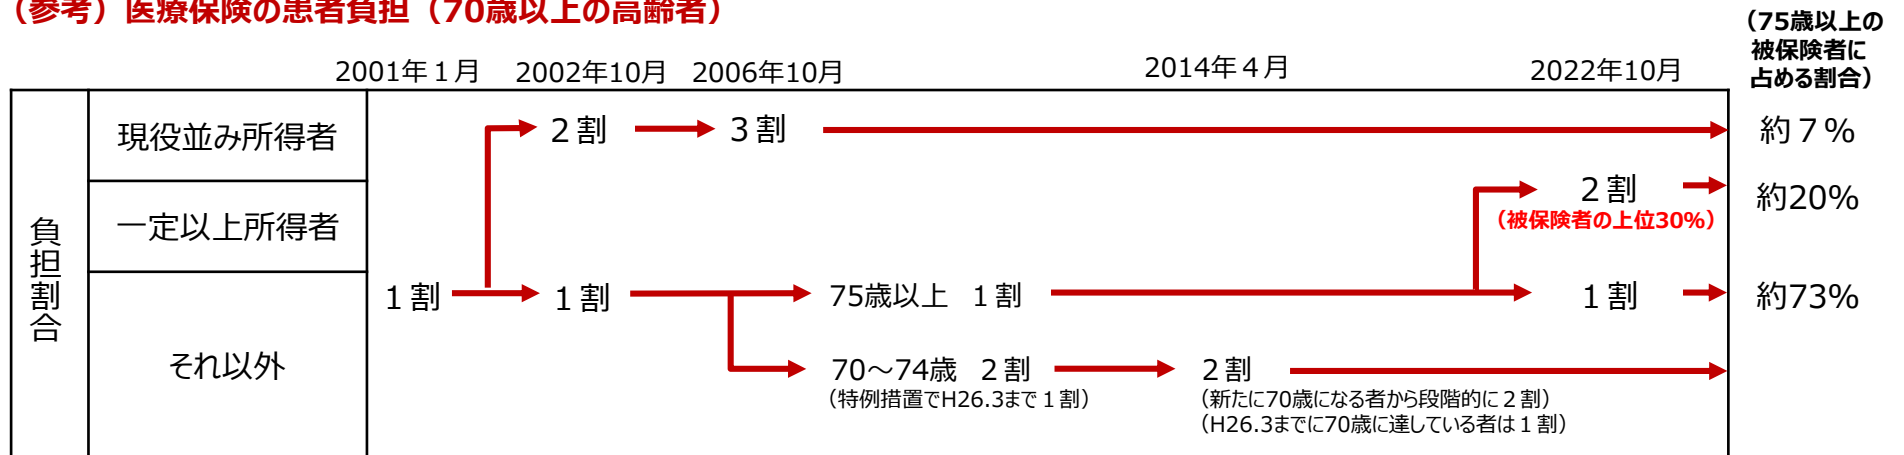 （参考）医療保険の患者負担（70歳以上の高齢者）
（75歳以上の
被保険者に
占める割合）
2001年１月 2002年10月 2006年10月 2014年４月 2022年10月
負担割合
現役並み所得者 ２割 ３割 約７%
一定以上所得者 ２割 約20%
（被保険者の上位30%）
１割 １割 75歳以上 １割 １割 約73%
それ以外 70～74歳 ２割 ２割
（特例措置でH26.3まで１割） （新たに70歳になる者から段階的に２割）
（H26.3までに70歳に達している者は１割）